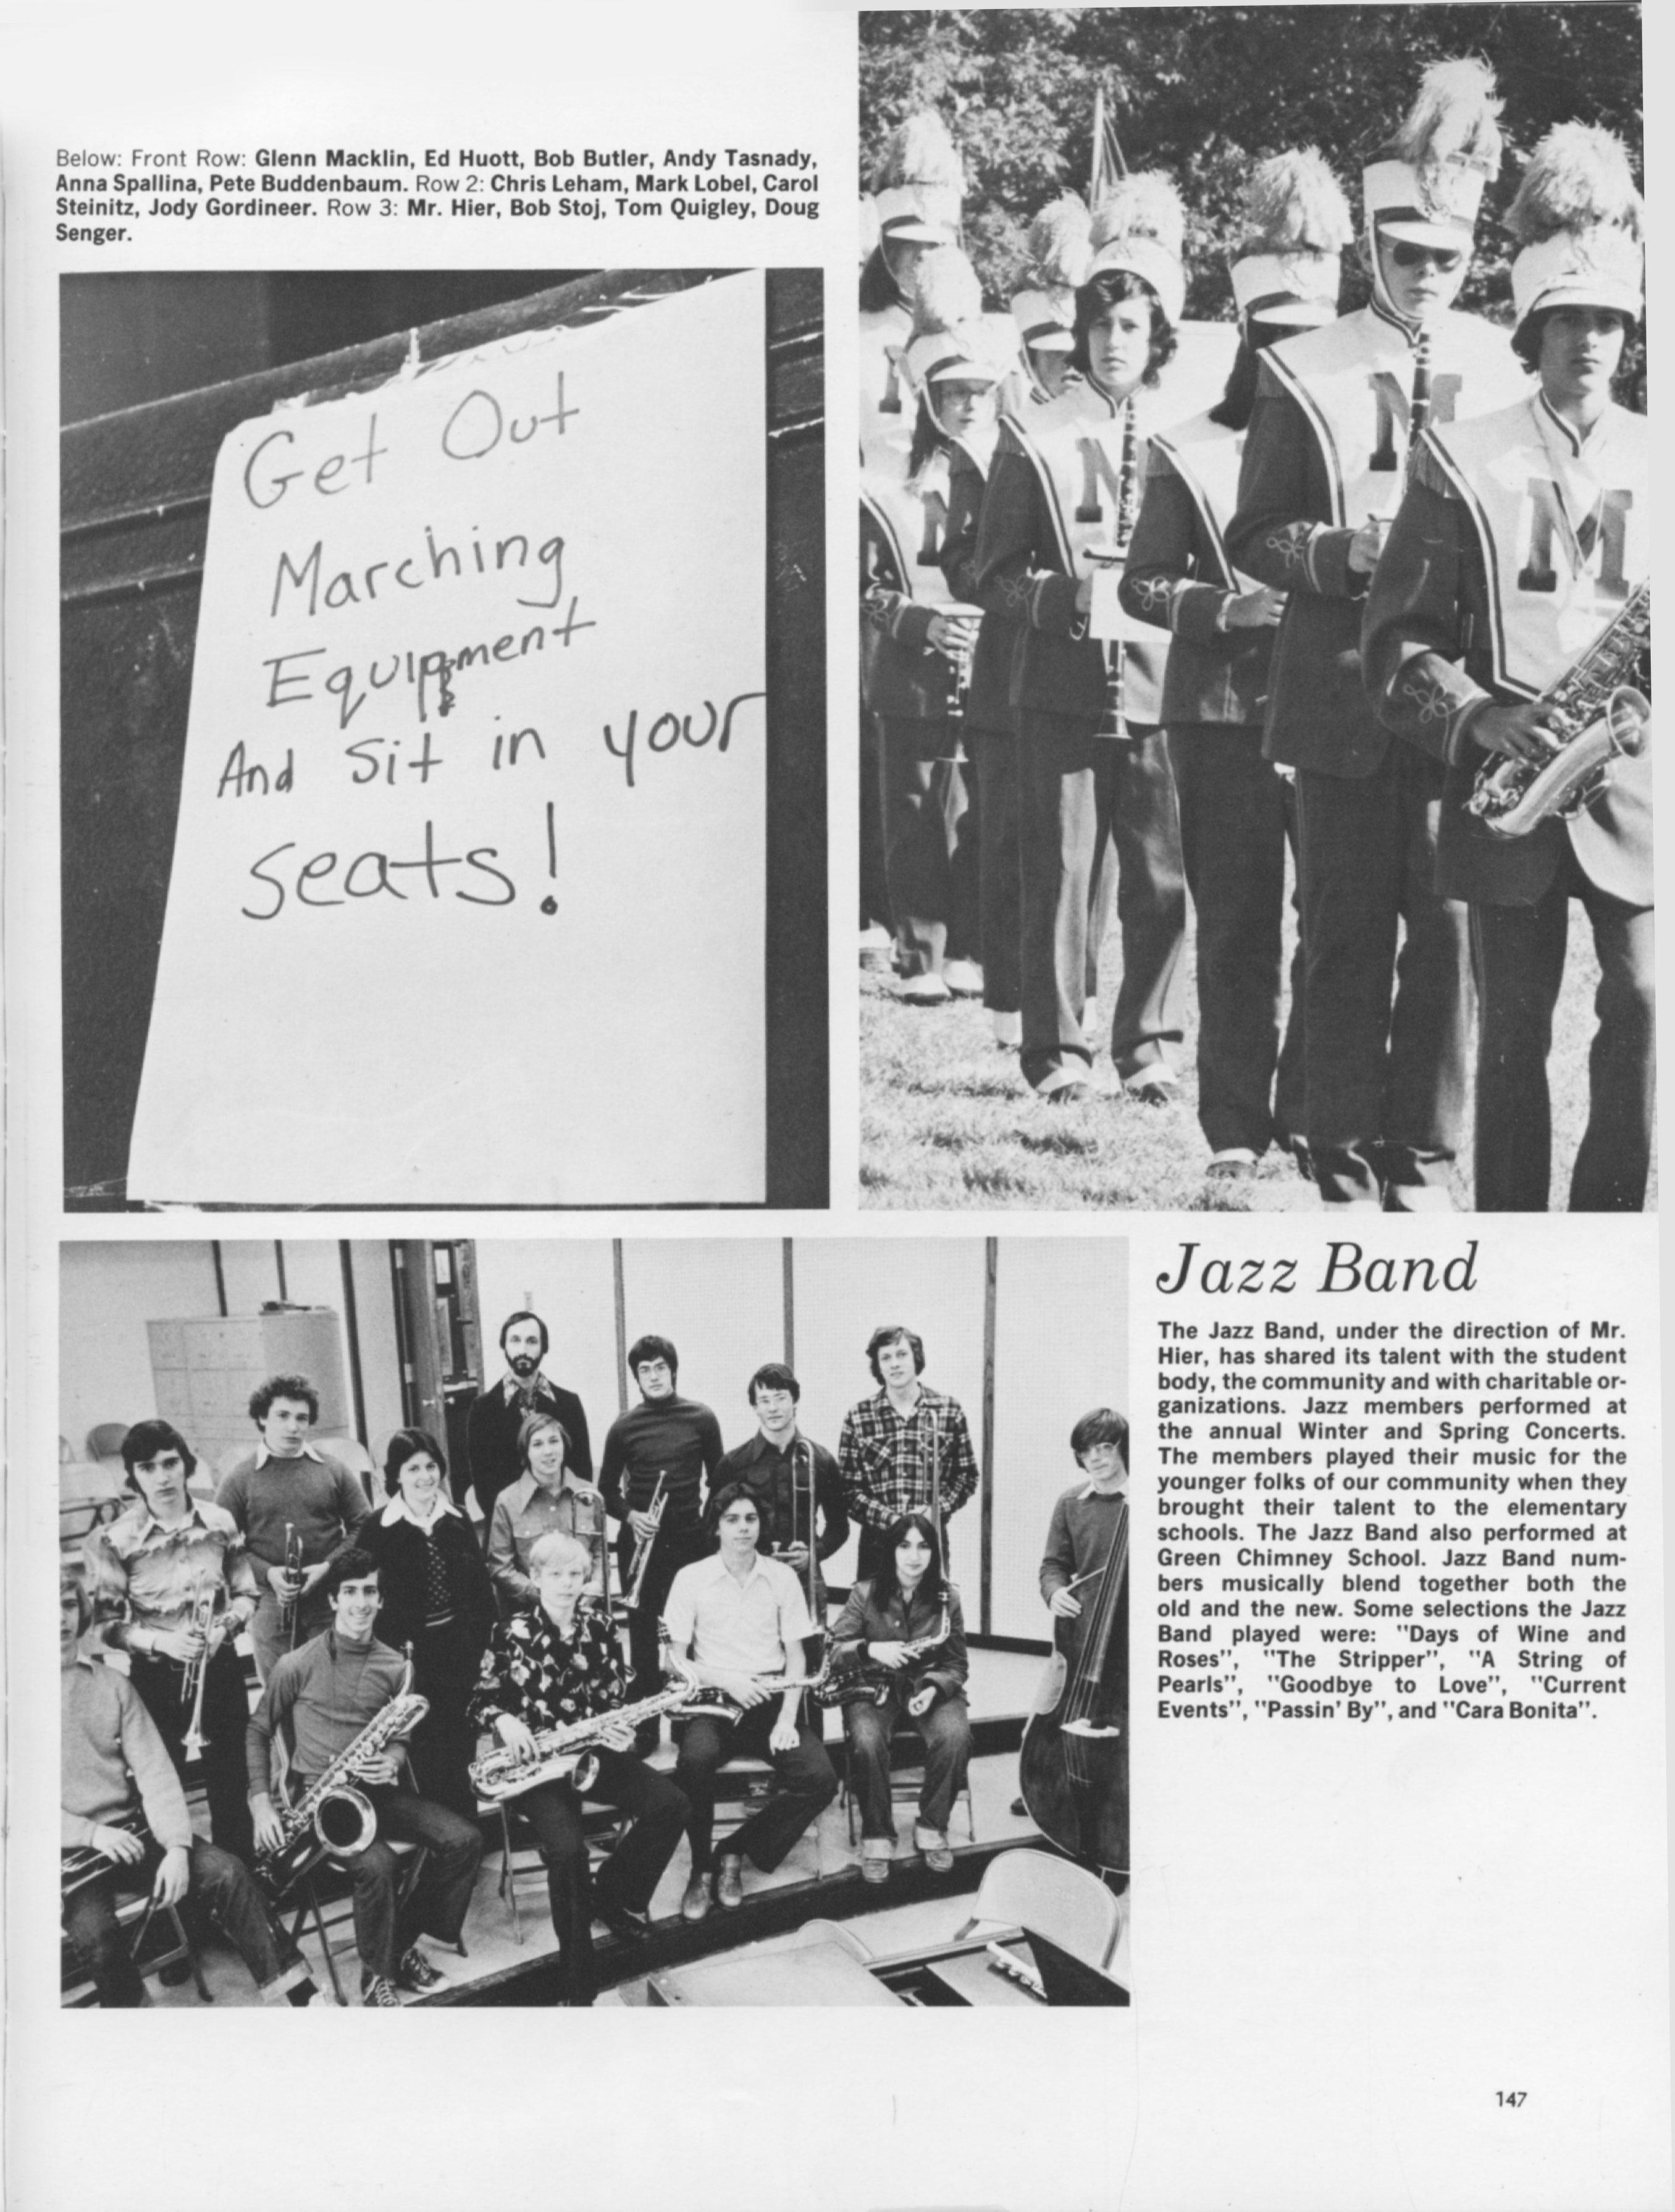 Below: Front Row: Glenn Macklin, Ed Huott, Bob Butler, Andy Tasnady,
Anna Spallina, Pete Buddenbaum. Row 2: Chris Leham, Mark Lobel, Carol
Steinitz, Jody Gordineer. Row 3: Mr. Hier, Bob Stoj, Tom Quigley, Doug
Senger.
Get Out
Marching
Equipment
And Sit in your
seats!
M
M
M
M
Jazz Band
The Jazz Band, under the direction of Mr.
Hier, has shared its talent with the student
body, the community and with charitable or-
ganizations. Jazz members performed at
the annual Winter and Spring Concerts.
The members played their music for the
younger folks of our community when they
brought their talent to the elementary
schools. The Jazz Band also performed at
Green Chimney School. Jazz Band num-
bers musically blend together both the
old and the new. Some selections the Jazz
Band played were: "Days of Wine and
Roses", "The Stripper", "A String of
Pearls", "Goodbye to Love", "Current
Events", "Passin' By", and "Cara Bonita".
147